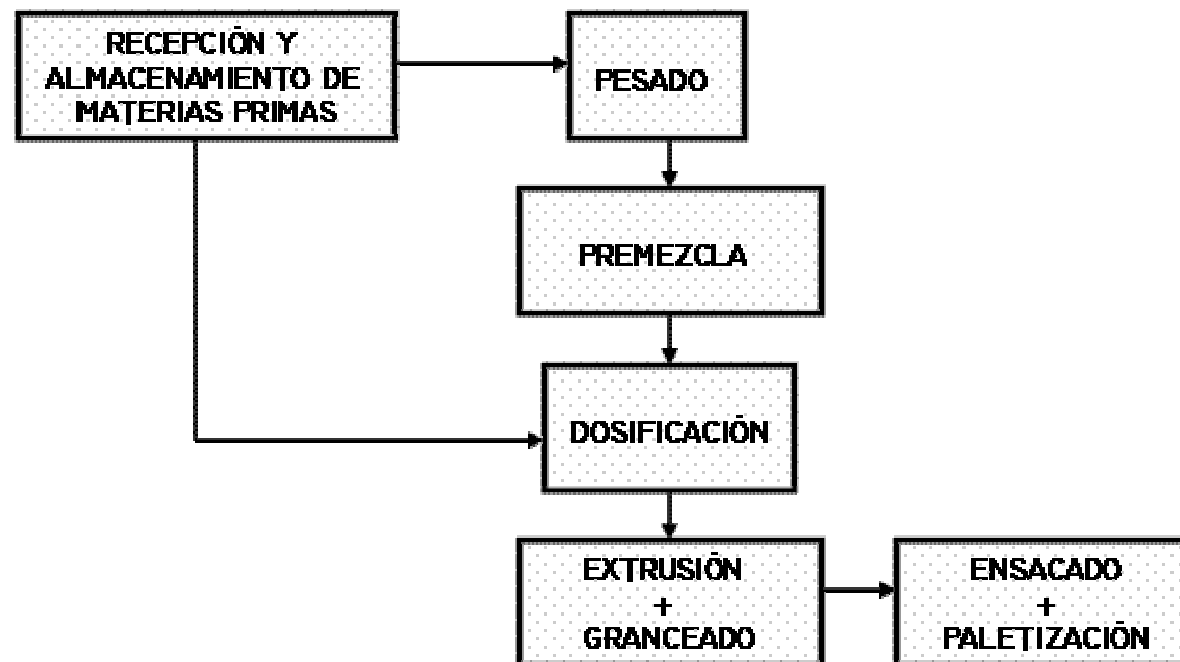 RECEPCIÓN Y
ALMACENAMIENTO DE
MATERIAS PRIMAS
PESADO
PREMEZCLA
DOSIFICACIÓN
EXTRUSIÓN
+
GRANCEADO
ENSACADO
+
PALETIZACIÓN